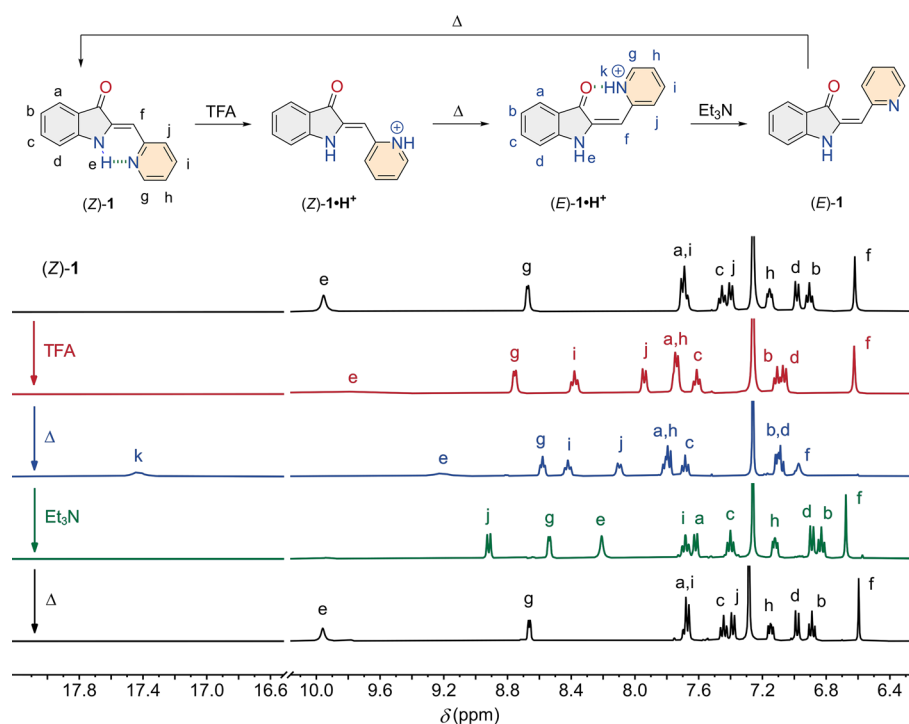 Δ
O
a
b
c
d
e
f
N
H
N
j
i
g
h
(Z)-1
TFA
O
N
H
NH
+
(Z)-1•H⁺
Δ
g
h
k
+
O
HN
i
a
b
c
d
N
H
e
f
j
(E)-1•H⁺
Et₃N
O
N
H
N
(E)-1
(Z)-1
e g a,i c j h d b f
TFA
e g i j a,h c b d f
Δ
k e g i j a,h c b,d f
Et₃N
j g e i a c h d b f
Δ
e g a,i c j h d b f
17.8 17.4 17.0 16.6 10.0 9.6 9.2 8.8 8.4 8.0 7.6 7.2 6.8 6.4
δ (ppm)